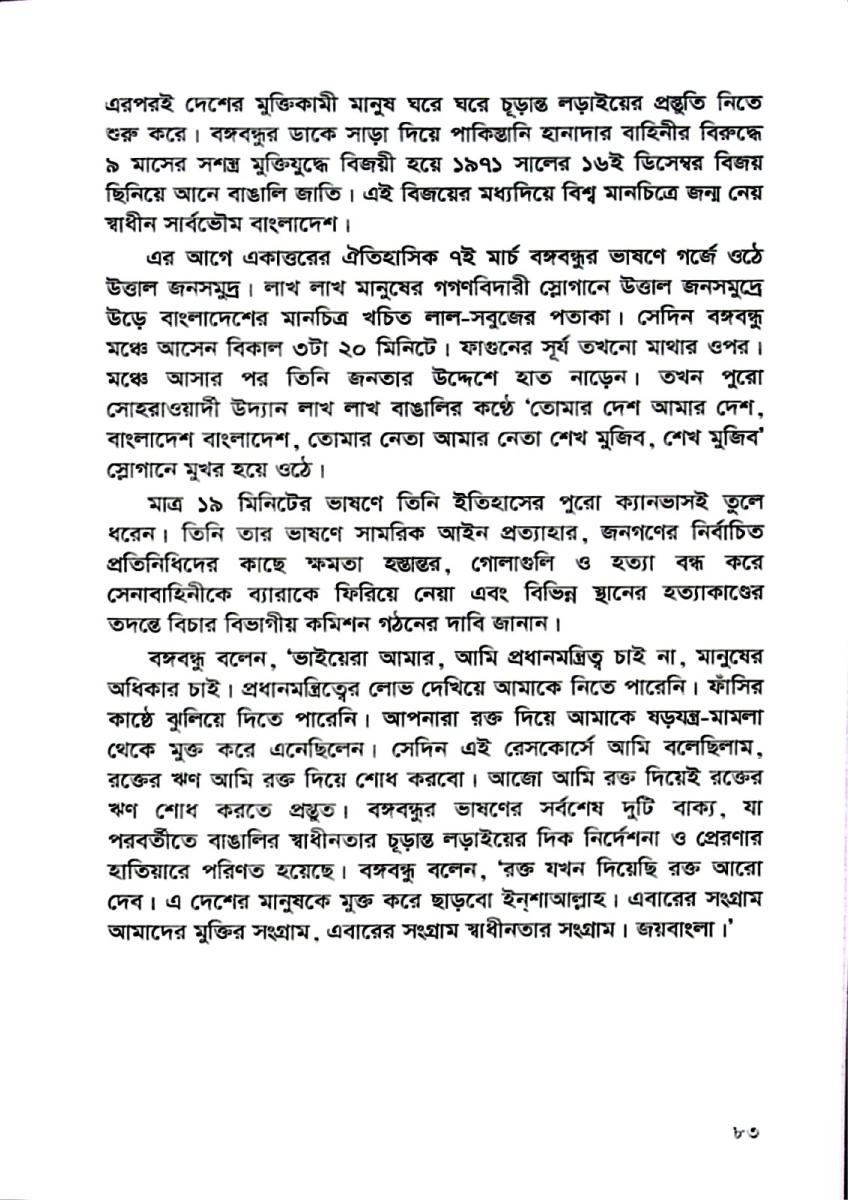 এরপরই দেশের মুক্তিকামী মানুষ ঘরে ঘরে চূড়ান্ত লড়াইয়ের প্রস্তুতি নিতে
শুরু করে। বঙ্গবন্ধুর ডাকে সাড়া দিয়ে পাকিস্তানি হানাদার বাহিনীর বিরুদ্ধে
৯ মাসের সশস্ত্র মুক্তিযুদ্ধে বিজয়ী হয়ে ১৯৭১ সালের ১৬ই ডিসেম্বর বিজয়
ছিনিয়ে আনে বাঙালি জাতি। এই বিজয়ের মধ্যদিয়ে বিশ্ব মানচিত্রে জন্ম নেয়
স্বাধীন সার্বভৌম বাংলাদেশ।
এর আগে একাত্তরের ঐতিহাসিক ৭ই মার্চ বঙ্গবন্ধুর ভাষণে গর্জে ওঠে
উত্তাল জনসমুদ্র। লাখ লাখ মানুষের গগণবিদারী স্লোগানে উত্তাল জনসমুদ্রে
উড়ে বাংলাদেশের মানচিত্র খচিত লাল-সবুজের পতাকা। সেদিন বঙ্গবন্ধু
মঞ্চে আসেন বিকাল ৩টা ২০ মিনিটে। ফাগুনের সূর্য তখনো মাথার ওপর।
মঞ্চে আসার পর তিনি জনতার উদ্দেশে হাত নাড়েন। তখন পুরো
সোহরাওয়ার্দী উদ্যান লাখ লাখ বাঙালির কণ্ঠে ‘তোমার দেশ আমার দেশ,
বাংলাদেশ বাংলাদেশ, তোমার নেতা আমার নেতা শেখ মুজিব, শেখ মুজিব’
স্লোগানে মুখর হয়ে ওঠে।
মাত্র ১৯ মিনিটের ভাষণে তিনি ইতিহাসের পুরো ক্যানভাসই তুলে
ধরেন। তিনি তার ভাষণে সামরিক আইন প্রত্যাহার, জনগণের নির্বাচিত
প্রতিনিধিদের কাছে ক্ষমতা হস্তান্তর, গোলাগুলি ও হত্যা বন্ধ করে
সেনাবাহিনীকে ব্যারাকে ফিরিয়ে নেয়া এবং বিভিন্ন স্থানের হত্যাকাণ্ডের
তদন্তে বিচার বিভাগীয় কমিশন গঠনের দাবি জানান।
বঙ্গবন্ধু বলেন, ‘ভাইয়েরা আমার, আমি প্রধানমন্ত্রিত্ব চাই না, মানুষের
অধিকার চাই। প্রধানমন্ত্রিত্বের লোভ দেখিয়ে আমাকে নিতে পারেনি। ফাঁসির
কাষ্ঠে ঝুলিয়ে দিতে পারেনি। আপনারা রক্ত দিয়ে আমাকে ষড়যন্ত্র-মামলা
থেকে মুক্ত করে এনেছিলেন। সেদিন এই রেসকোর্সে আমি বলেছিলাম,
রক্তের ঋণ আমি রক্ত দিয়ে শোধ করবো। আজো আমি রক্ত দিয়েই রক্তের
ঋণ শোধ করতে প্রস্তুত। বঙ্গবন্ধুর ভাষণের সর্বশেষ দুটি বাক্য, যা
পরবর্তীতে বাঙালির স্বাধীনতার চূড়ান্ত লড়াইয়ের দিক নির্দেশনা ও প্রেরণার
হাতিয়ারে পরিণত হয়েছে। বঙ্গবন্ধু বলেন, ‘রক্ত যখন দিয়েছি রক্ত আরো
দেব। এ দেশের মানুষকে মুক্ত করে ছাড়বো ইন্‌শাআল্লাহ। এবারের সংগ্রাম
আমাদের মুক্তির সংগ্রাম, এবারের সংগ্রাম স্বাধীনতার সংগ্রাম। জয়বাংলা।’
৮৩